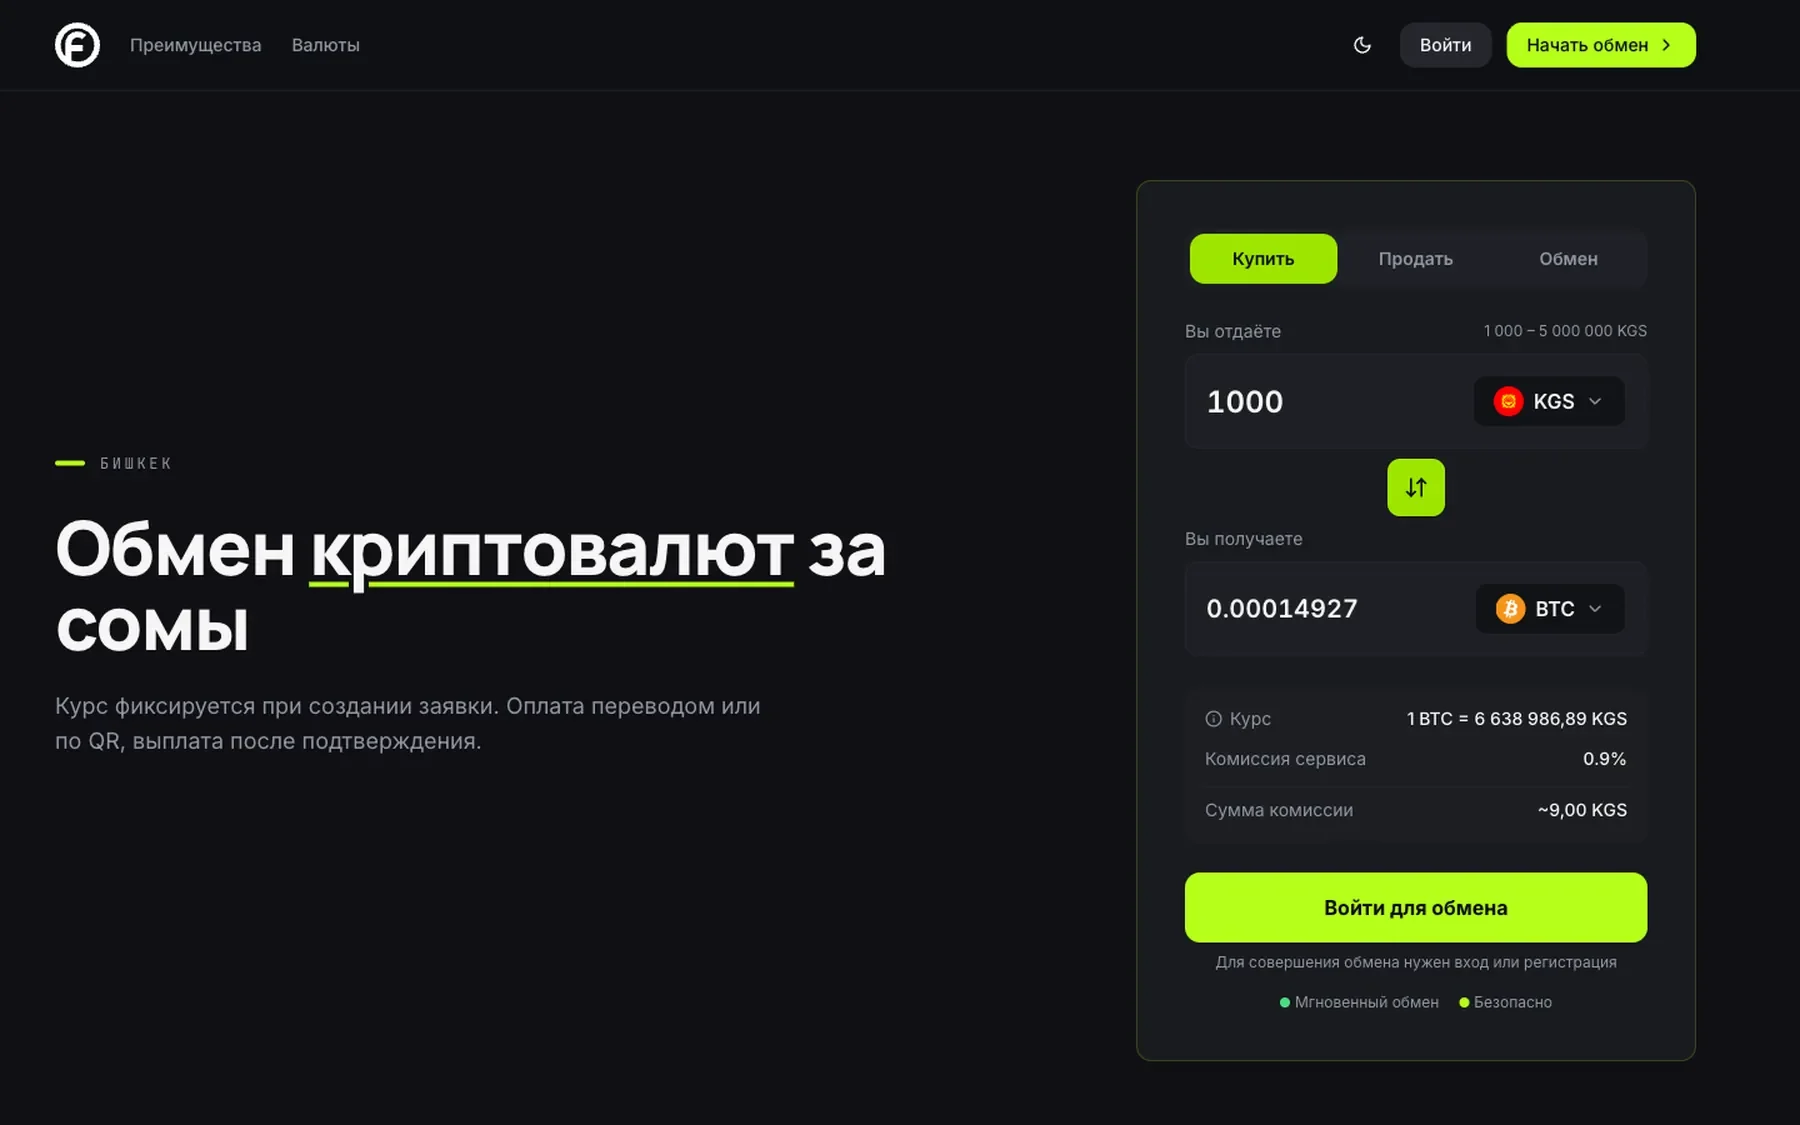 Преимущества
Валюты
Войти
Начать обмен
БИШКЕК
Обмен криптовалют за
сомы
Курс фиксируется при создании заявки. Оплата переводом или
по QR, выплата после подтверждения.
Купить
Продать
Обмен
Вы отдаёте
1 000 – 5 000 000 KGS
1000
KGS
Вы получаете
0.00014927
BTC
Курс
1 BTC = 6 638 986,89 KGS
Комиссия сервиса
0.9%
Сумма комиссии
~9,00 KGS
Войти для обмена
Для совершения обмена нужен вход или регистрация
Мгновенный обмен
Безопасно